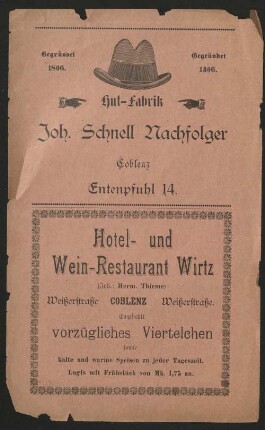 Gegründet Gegründet
1806. 1806.
Hut-Fabrik
Joh. Schnell Nachfolger
Coblenz
Entenpfuhl 14.
Hotel- und
Wein-Restaurant Wirtz
(Inh.: Herm. Thieme)
Weißerstraße COBLENZ Weißerstraße.
Empfiehlt
vorzügliches Viertelchen
sowie
kalte und warme Speisen zu jeder Tageszeit.
Logis mit Frühstück von Mk. 1,75 an.